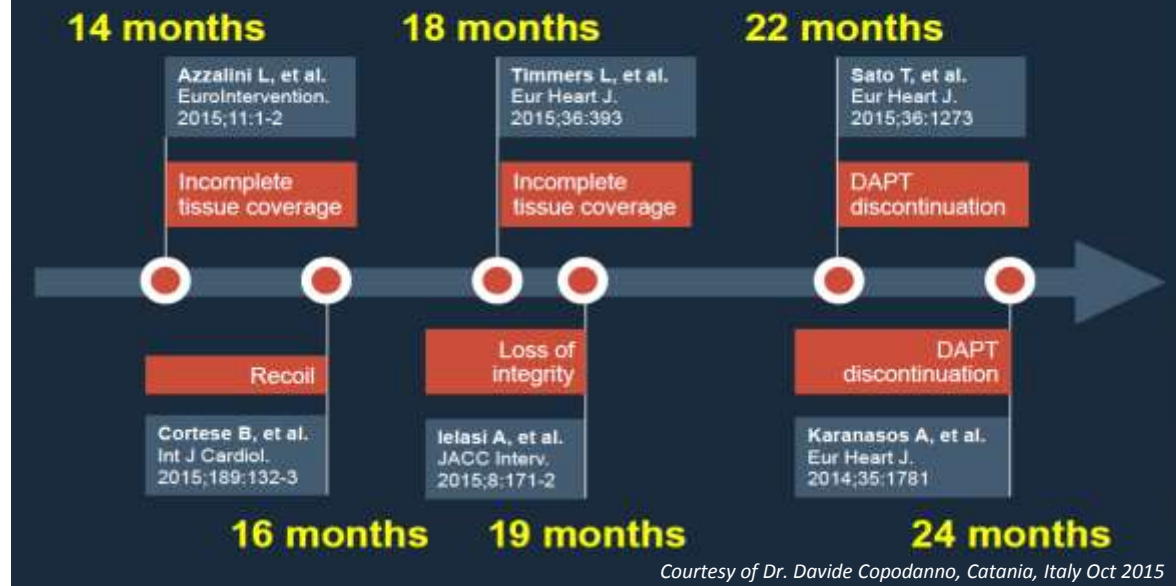 14 months
Azzalini L, et al.
EuroIntervention.
2015;11:1-2
Incomplete
tissue coverage
18 months
Timmers L, et al.
Eur Heart J.
2015;36:393
Incomplete
tissue coverage
22 months
Sato T, et al.
Eur Heart J.
2015;36:1273
DAPT
discontinuation
Recoil
Cortese B, et al.
Int J Cardiol.
2015;189:132-3
16 months
Loss of
integrity
Ielasi A, et al.
JACC Interv.
2015;8:171-2
19 months
DAPT
discontinuation
Karanasos A, et al.
Eur Heart J.
2014;35:1781
24 months
Courtesy of Dr. Davide Copodanno, Catania, Italy Oct 2015